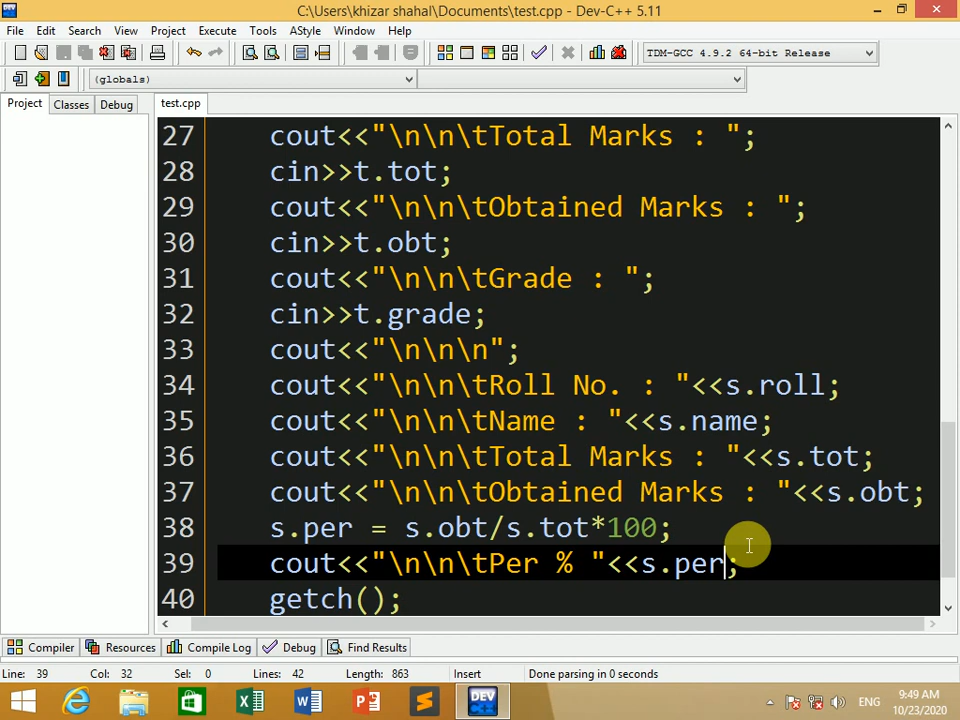 C:\Users\khizar shahal\Documents\test.cpp - Dev-C++ 5.11
File Edit Search View Project Execute Tools AStyle Window Help
TDM-GCC 4.9.2 64-bit Release
(globals)
Project Classes Debug test.cpp
27 cout<<"\n\n\tTotal Marks : ";
28 cin>>t.tot;
29 cout<<"\n\n\tObtained Marks : ";
30 cin>>t.obt;
31 cout<<"\n\n\tGrade : ";
32 cin>>t.grade;
33 cout<<"\n\n\n";
34 cout<<"\n\n\tRoll No. : "<<s.roll;
35 cout<<"\n\n\tName : "<<s.name;
36 cout<<"\n\n\tTotal Marks : "<<s.tot;
37 cout<<"\n\n\tObtained Marks : "<<s.obt;
38 s.per = s.obt/s.tot*100;
39 cout<<"\n\n\tPer % "<<s.per;
40 getch();
Compiler Resources Compile Log Debug Find Results
Line: 39 Col: 32 Sel: 0 Lines: 42 Length: 863 Insert Done parsing in 0 seconds
DEV
ENG
9:49 AM
10/23/2020